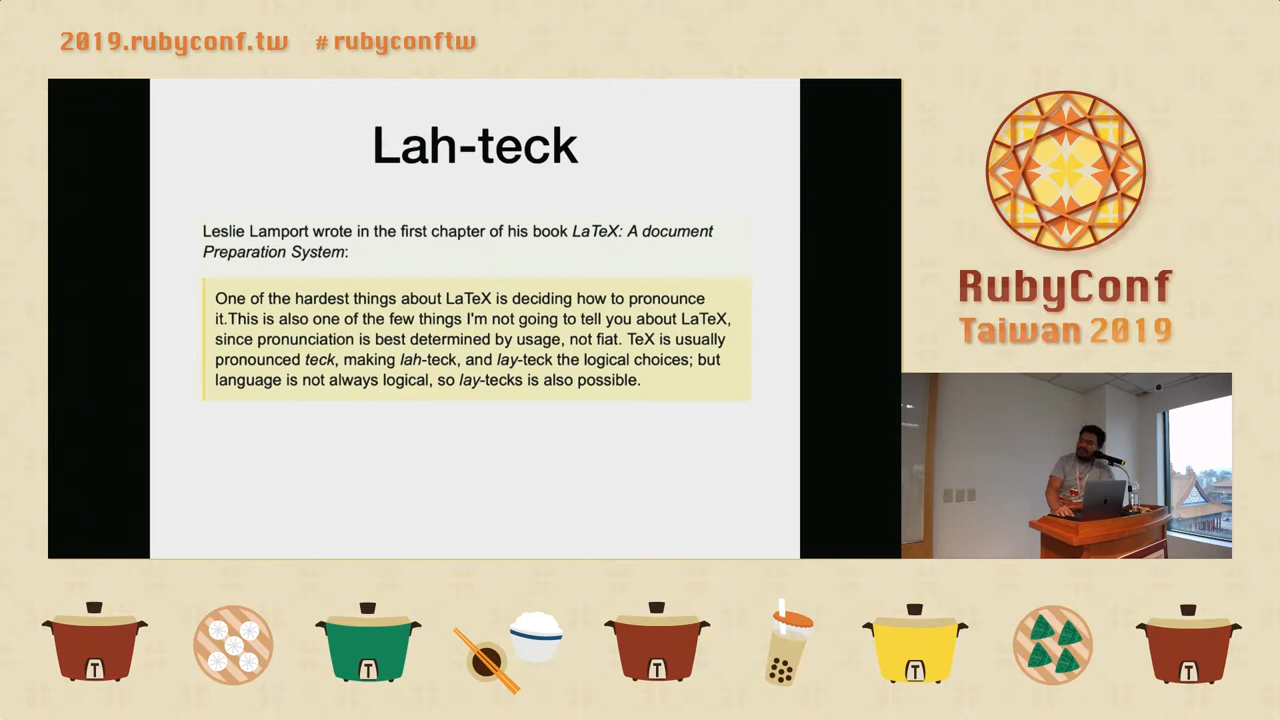 2019.rubyconf.tw #rubyconftw
Lah-teck
Leslie Lamport wrote in the first chapter of his book LaTeX: A document
Preparation System:
One of the hardest things about LaTeX is deciding how to pronounce
it.This is also one of the few things I'm not going to tell you about LaTeX,
since pronunciation is best determined by usage, not fiat. TeX is usually
pronounced teck, making lah-teck, and lay-teck the logical choices; but
language is not always logical, so lay-tecks is also possible.
RubyConf
Taiwan 2019
T
T
T
T
T